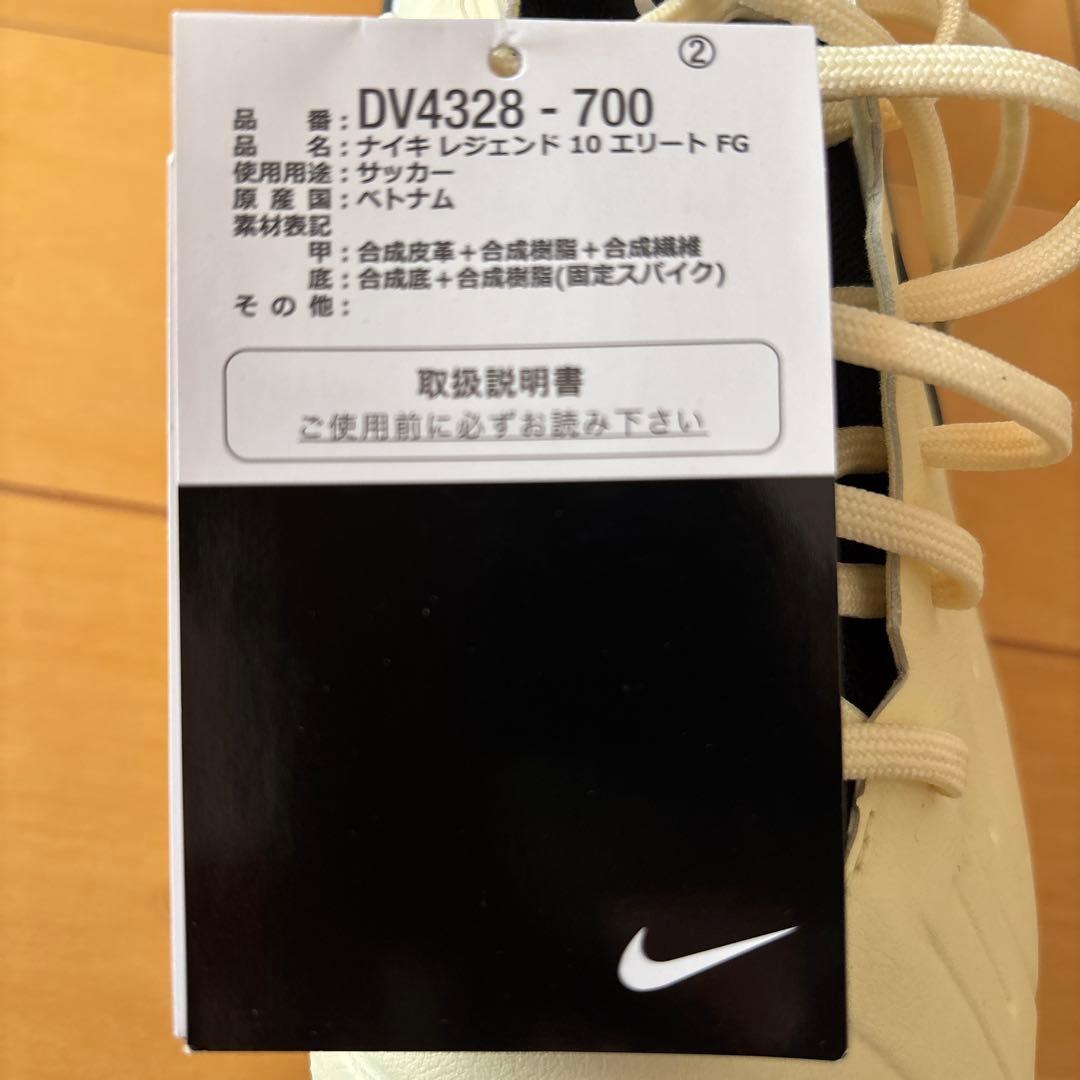 ②
品番:DV4328 - 700
品名:ナイキ レジェンド 10 エリート FG
使用用途:サッカー
原産国:ベトナム
素材表記
甲:合成皮革+合成樹脂+合成繊維
底:合成底+合成樹脂(固定スパイク)
その他:
取扱説明書
ご使用前に必ずお読み下さい